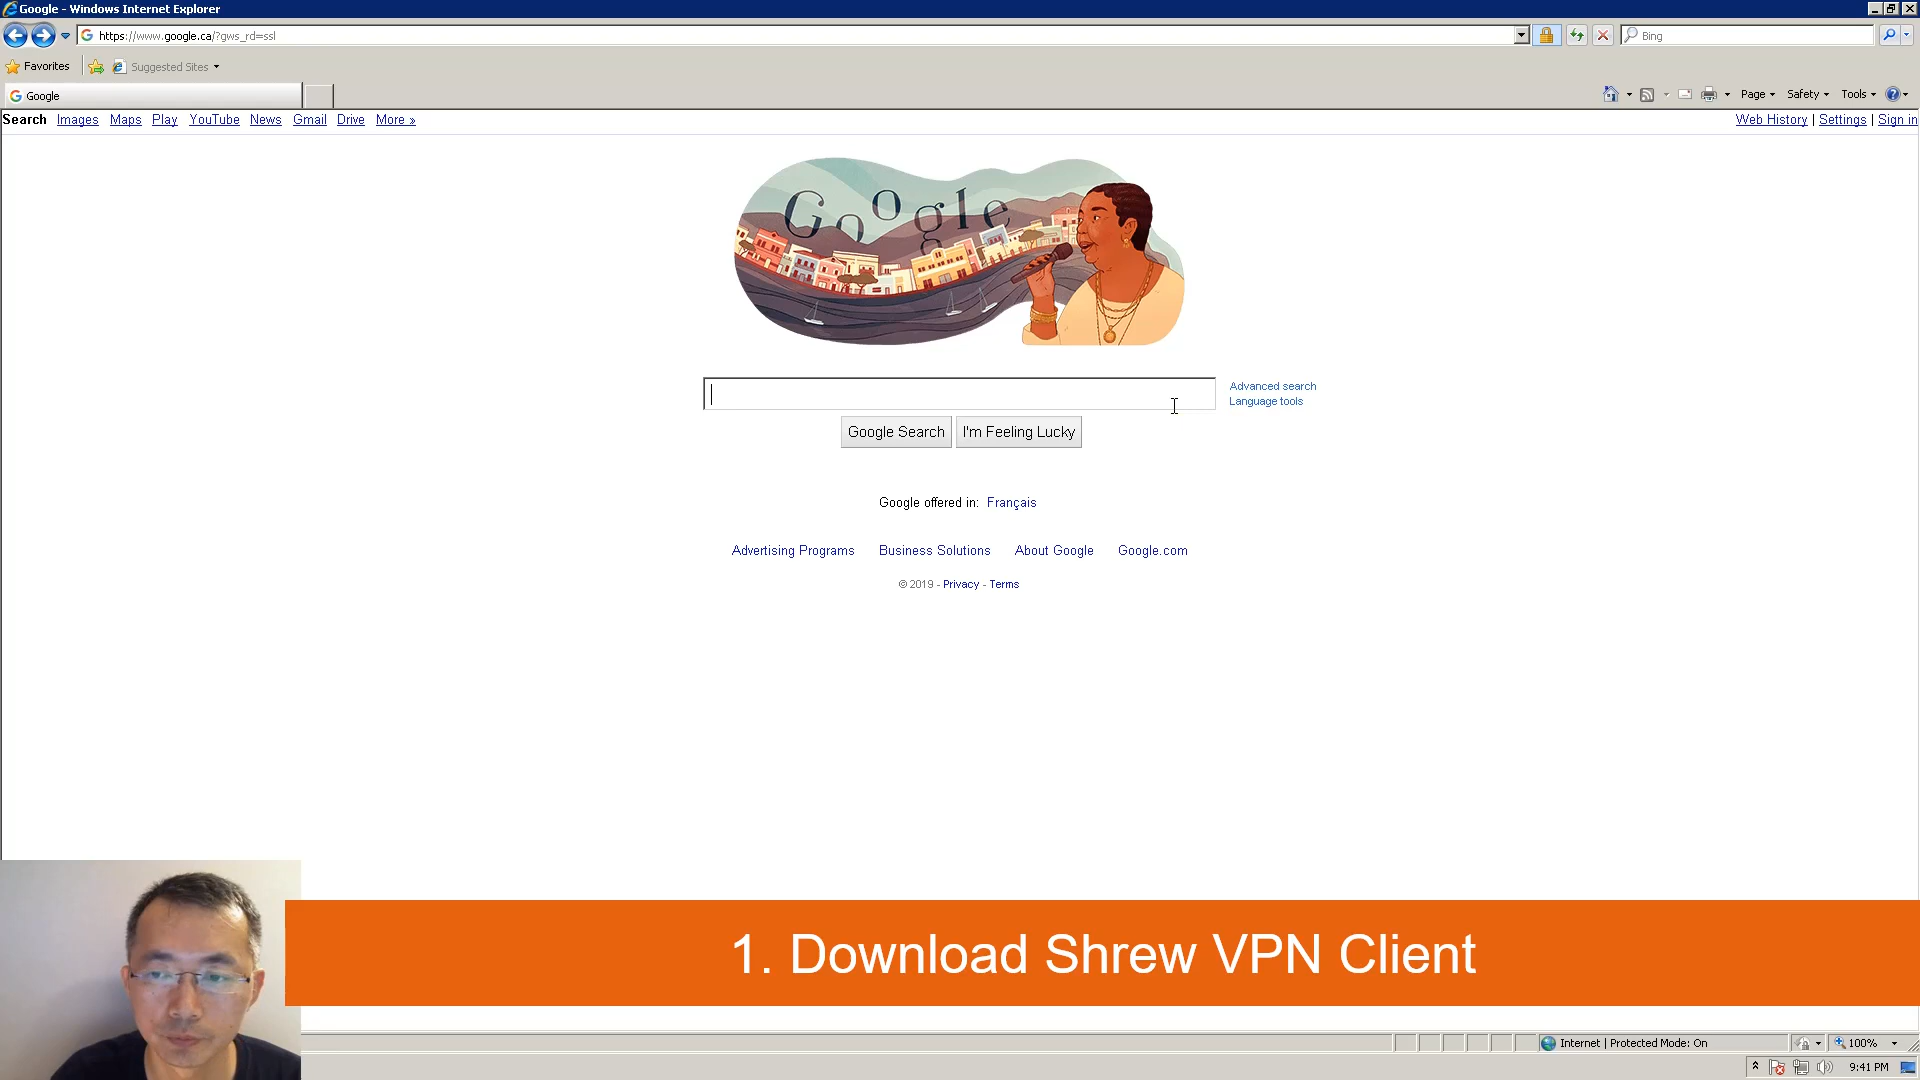 Google - Windows Internet Explorer
https://www.google.ca/?gws_rd=ssl
Bing
Favorites
Suggested Sites
Google
Page
Safety
Tools
Search Images Maps Play YouTube News Gmail Drive More »
Web History | Settings | Sign in
Google
Advanced search
Language tools
Google Search
I'm Feeling Lucky
Google offered in: Français
Advertising Programs Business Solutions About Google Google.com
© 2019 - Privacy - Terms
1. Download Shrew VPN Client
Internet | Protected Mode: On
100%
9:41 PM